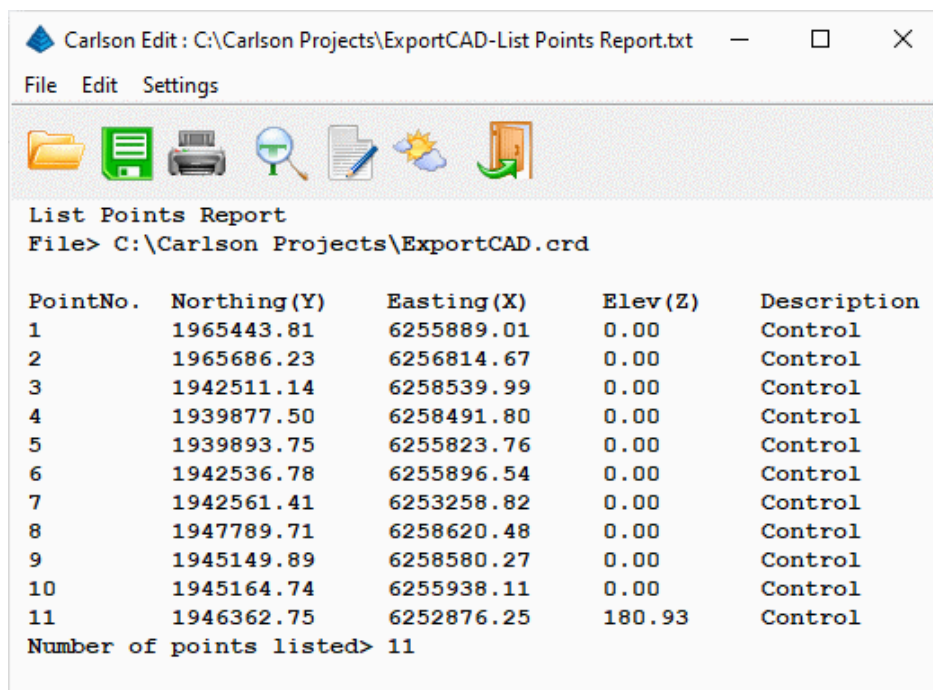 Carlson Edit : C:\Carlson Projects\ExportCAD-List Points Report.txt
File Edit Settings
List Points Report
File> C:\Carlson Projects\ExportCAD.crd
PointNo. Northing(Y) Easting(X) Elev(Z) Description
1 1965443.81 6255889.01 0.00 Control
2 1965686.23 6256814.67 0.00 Control
3 1942511.14 6258539.99 0.00 Control
4 1939877.50 6258491.80 0.00 Control
5 1939893.75 6255823.76 0.00 Control
6 1942536.78 6255896.54 0.00 Control
7 1942561.41 6253258.82 0.00 Control
8 1947789.71 6258620.48 0.00 Control
9 1945149.89 6258580.27 0.00 Control
10 1945164.74 6255938.11 0.00 Control
11 1946362.75 6252876.25 180.93 Control
Number of points listed> 11